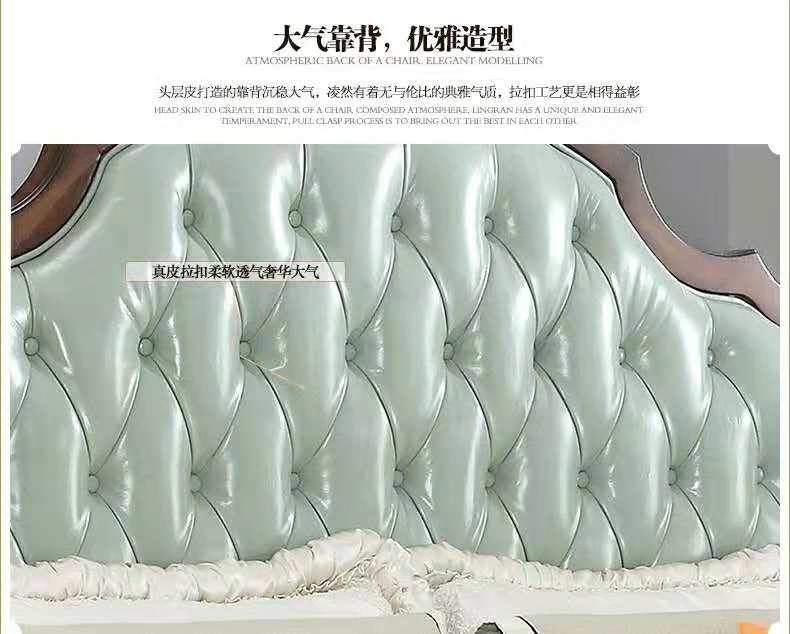 大气靠背，优雅造型
ATMOSPHERIC BACK OF A CHAIR. ELEGANT MODELLING
头层皮打造的靠背沉稳大气，凌然有着无与伦比的典雅气质，拉扣工艺更是相得益彰
HEAD SKIN TO CREATE THE BACK OF A CHAIR COMPOSED ATMOSPHERE, LINGRAN HAS A UNIQUE AND ELEGANT
TEMPERAMENT, PULL CLASP PROCESS IS TO BRING OUT THE BEST IN EACH OTHER
真皮拉扣柔软透气奢华大气